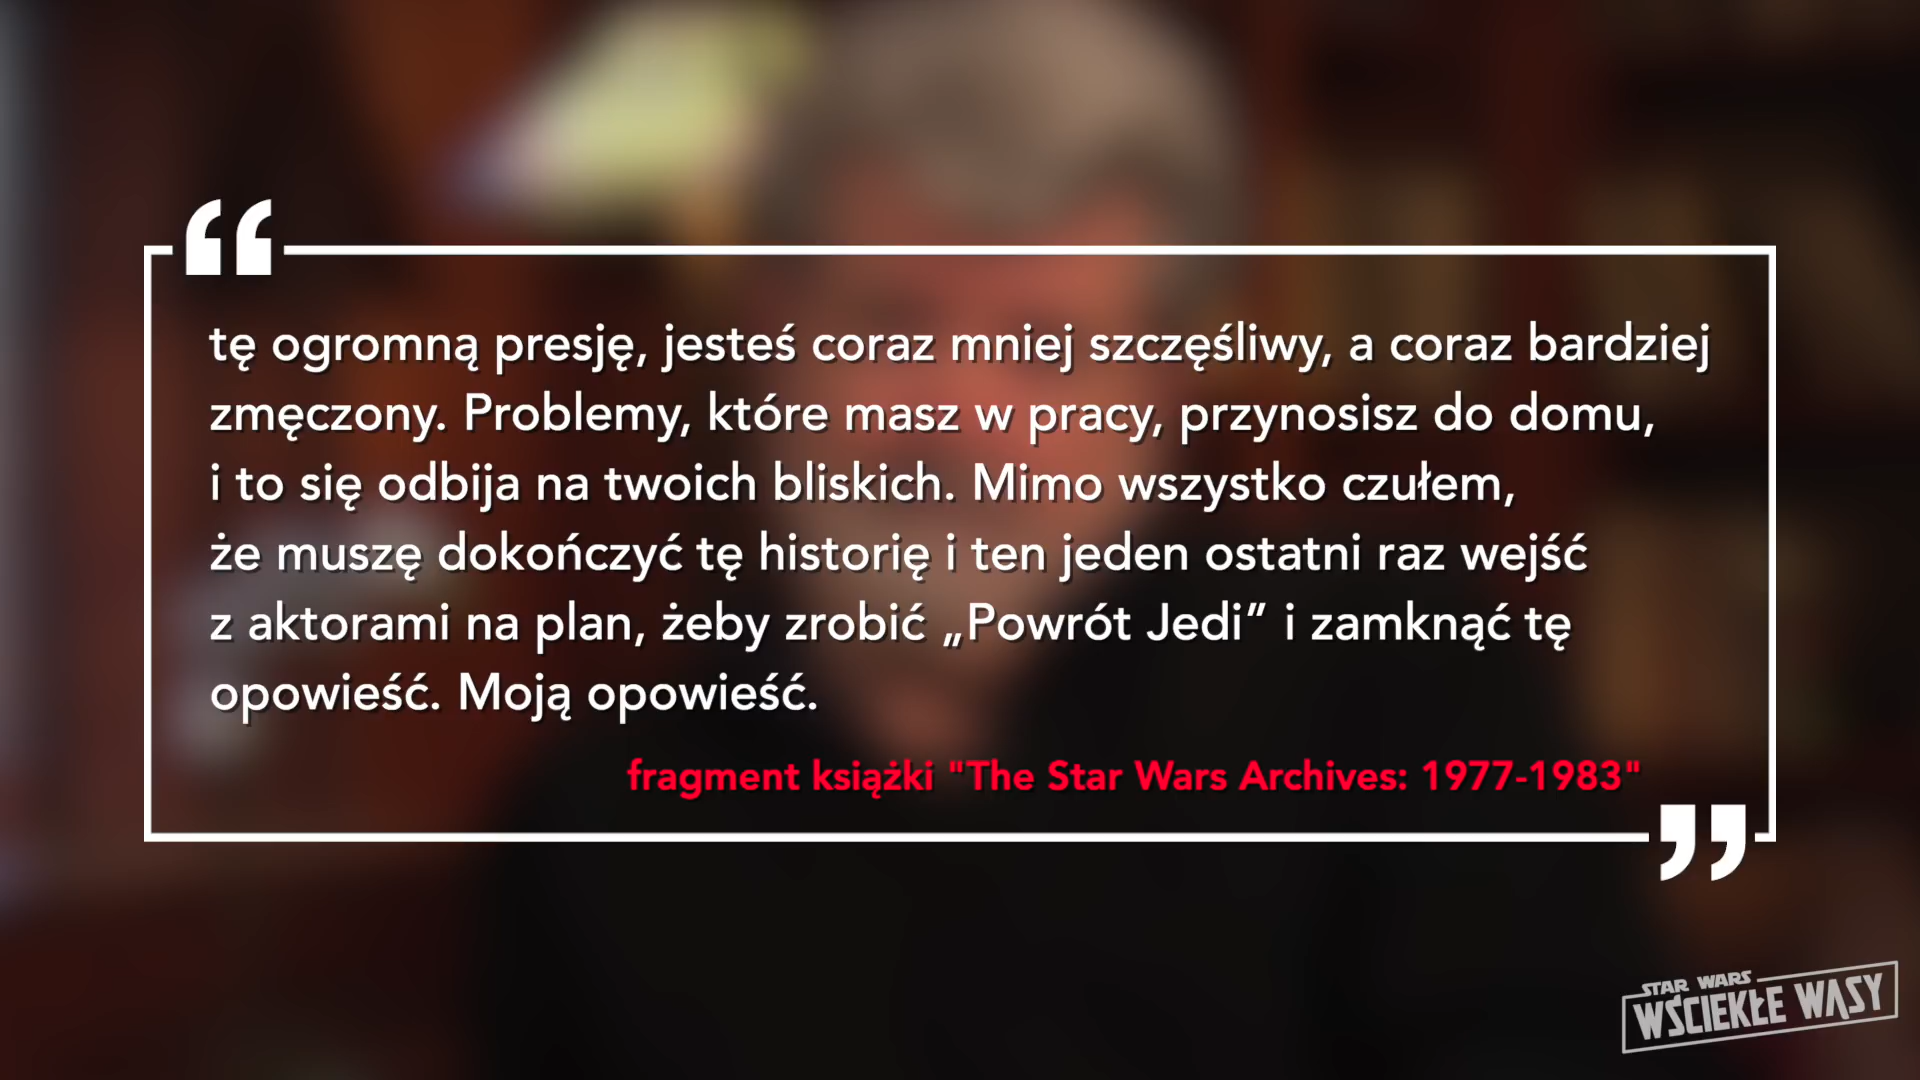 “
tę ogromną presję, jesteś coraz mniej szczęśliwy, a coraz bardziej
zmęczony. Problemy, które masz w pracy, przynosisz do domu,
i to się odbija na twoich bliskich. Mimo wszystko czułem,
że muszę dokończyć tę historię i ten jeden ostatni raz wejść
z aktorami na plan, żeby zrobić „Powrót Jedi” i zamknąć tę
opowieść. Moją opowieść.
fragment książki "The Star Wars Archives: 1977-1983"
”
STAR WARS
WŚCIEKŁE WĄSY